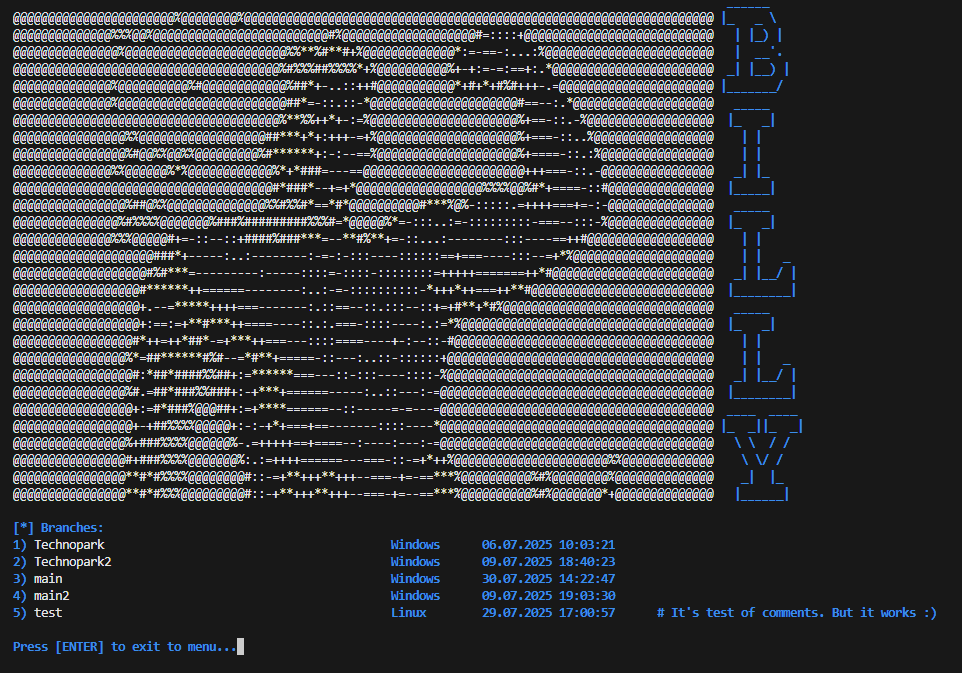 BILLY
[*] Branches:
1) Technopark Windows 06.07.2025 10:03:21
2) Technopark2 Windows 09.07.2025 18:40:23
3) main Windows 30.07.2025 14:22:47
4) main2 Windows 09.07.2025 19:03:30
5) test Linux 29.07.2025 17:00:57 # It's test of comments. But it works :)
Press [ENTER] to exit to menu...